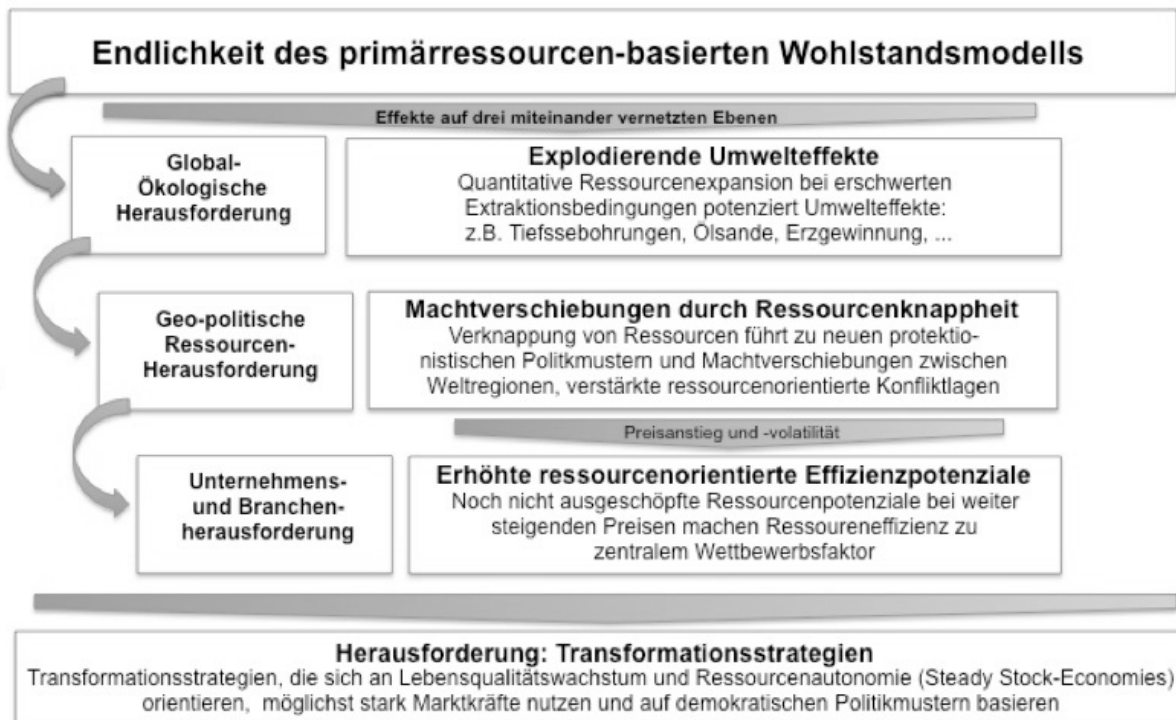 Endlichkeit des primärressourcen-basierten Wohlstandsmodells
Effekte auf drei miteinander vernetzten Ebenen
Global-
Ökologische
Herausforderung
Explodierende Umwelteffekte
Quantitative Ressourcenexpansion bei erschwerten
Extraktionsbedingungen potenziert Umwelteffekte:
z.B. Tiefssebohrungen, Ölsande, Erzgewinnung, ...
Geo-politische
Ressourcen-
Herausforderung
Machtverschiebungen durch Ressourcenknappheit
Verknappung von Ressourcen führt zu neuen protektio-
nistischen Politkmustern und Machtverschiebungen zwischen
Weltregionen, verstärkte ressourcenorientierte Konfliktlagen
Preisanstieg und -volatilität
Unternehmens-
und Branchen-
herausforderung
Erhöhte ressourcenorientierte Effizienzpotenziale
Noch nicht ausgeschöpfte Ressourcenpotenziale bei weiter
steigenden Preisen machen Ressoureneffizienz zu
zentralem Wettbewerbsfaktor
Herausforderung: Transformationsstrategien
Transformationsstrategien, die sich an Lebensqualitätswachstum und Ressourcenautonomie (Steady Stock-Economies)
orientieren, möglichst stark Marktkräfte nutzen und auf demokratischen Politikmustern basieren